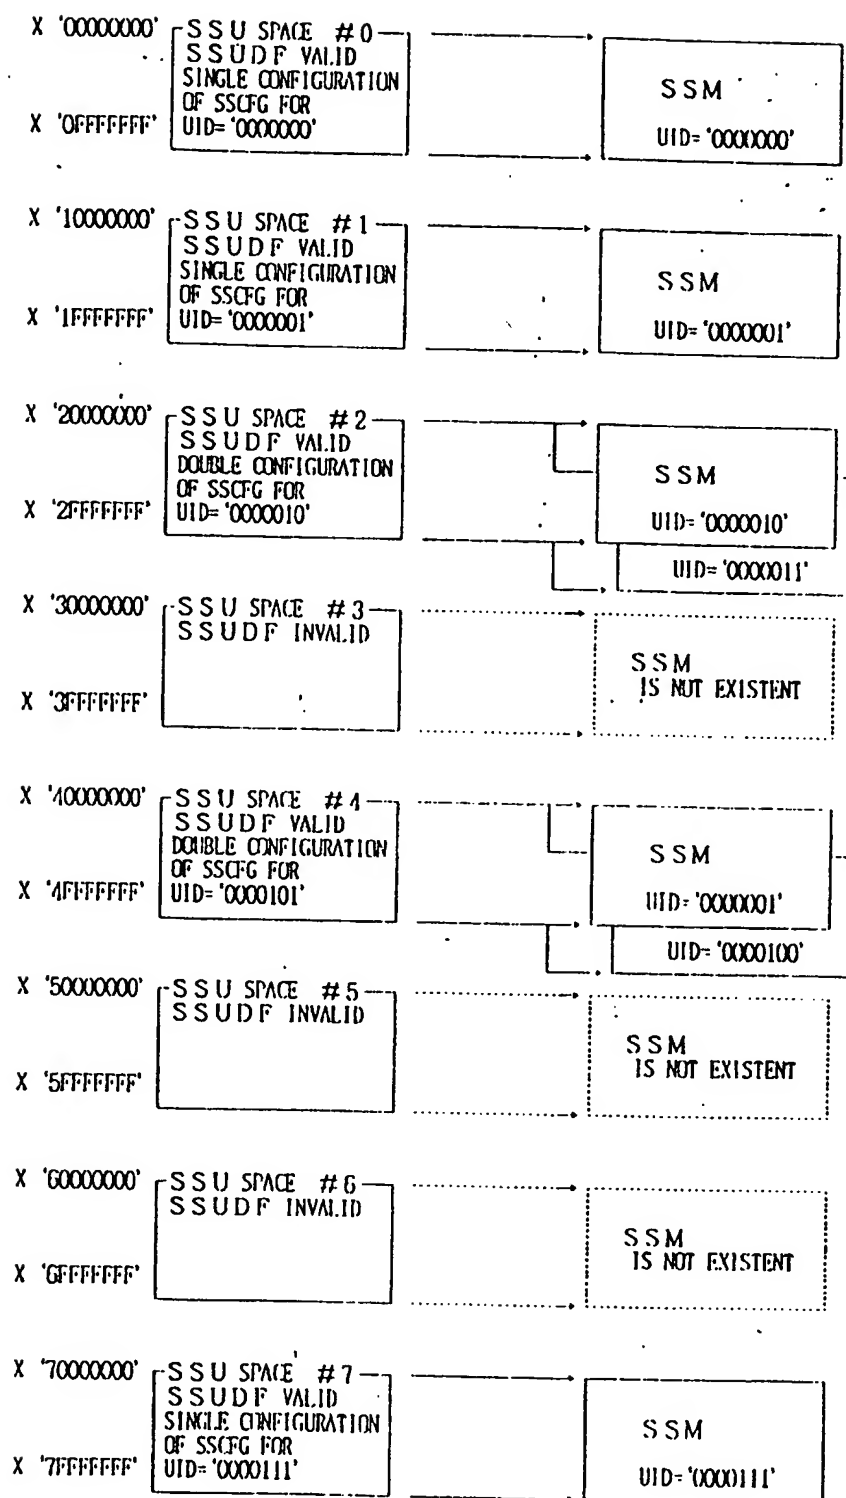 X '00000000' SSU SPACE #0
SSUDF VALID
SINGLE CONFIGURATION
OF SSCFG FOR
X '0FFFFFFF' UID= '0000000'
SSM
UID= '0000000'
X '10000000' SSU SPACE #1
SSUDF VALID
SINGLE CONFIGURATION
OF SSCFG FOR
X '1FFFFFFF' UID= '0000001'
SSM
UID= '0000001'
X '20000000' SSU SPACE #2
SSUDF VALID
DOUBLE CONFIGURATION
OF SSCFG FOR
X '2FFFFFFF' UID= '0000010'
SSM
UID= '0000010'
UID= '0000011'
X '30000000' SSU SPACE #3
SSUDF INVALID
X '3FFFFFFF'
SSM
IS NOT EXISTENT
X '40000000' SSU SPACE #4
SSUDF VALID
DOUBLE CONFIGURATION
OF SSCFG FOR
X '4FFFFFFF' UID= '0000101'
SSM
UID= '0000001'
UID= '0000100'
X '50000000' SSU SPACE #5
SSUDF INVALID
X '5FFFFFFF'
SSM
IS NOT EXISTENT
X '60000000' SSU SPACE #6
SSUDF INVALID
X '6FFFFFFF'
SSM
IS NOT EXISTENT
X '70000000' SSU SPACE #7
SSUDF VALID
SINGLE CONFIGURATION
OF SSCFG FOR
X '7FFFFFFF' UID= '0000111'
SSM
UID= '0000111'